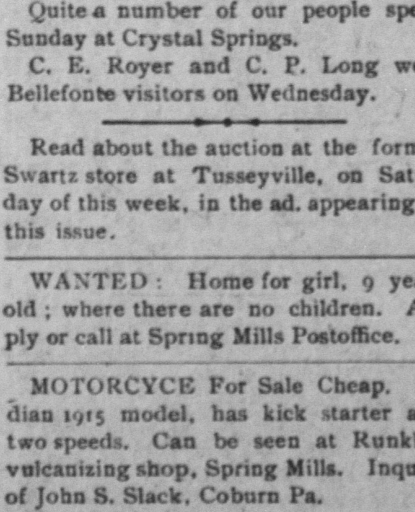 Quite a number of our people spe
Sunday at Crystal Springs.
C. E. Royer and C. P. Long we
Bellefonte visitors on Wednesday.
Read about the auction at the form
Swartz store at Tusseyville, on Sat
day of this week, in the ad. appearing
this issue.
WANTED : Home for girl, 9 yea
old ; where there are no children. A
ply or call at Spring Mills Postoffice.
MOTORCYCE For Sale Cheap.
dian 1915 model, has kick starter a
two speeds. Can be seen at Runkl
vulcanizing shop, Spring Mills. Inqu
of John S. Slack, Coburn Pa.